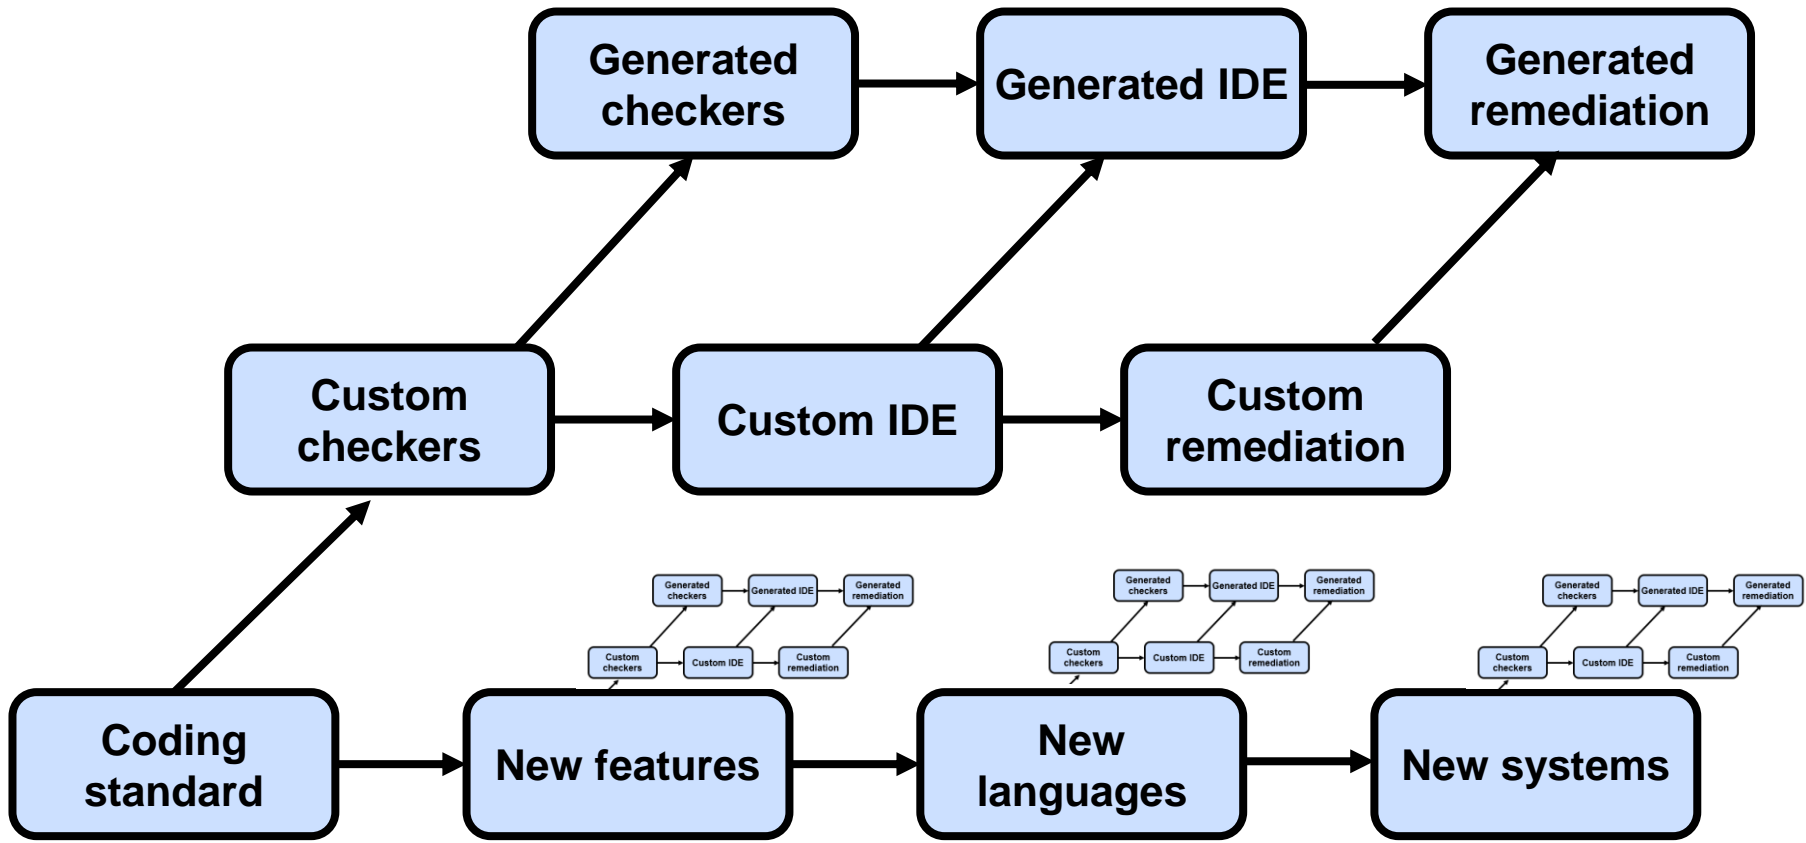 Generated
checkers
Generated IDE
Generated
remediation
Custom
checkers
Custom IDE
Custom
remediation
Generated
checkers
Generated IDE
Generated
remediation
Custom
checkers
Custom IDE
Custom
remediation
Generated
checkers
Generated IDE
Generated
remediation
Custom
checkers
Custom IDE
Custom
remediation
Generated
checkers
Generated IDE
Generated
remediation
Custom
checkers
Custom IDE
Custom
remediation
Coding
standard
New features
New
languages
New systems